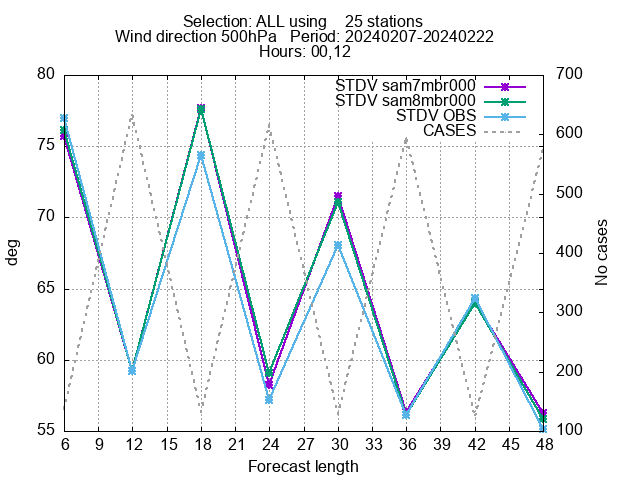 Selection: ALL using    25 stations
Wind direction 500hPa   Period: 20240207-20240222
Hours: 00,12
STDV sam7mbr000
STDV sam8mbr000
STDV OBS
CASES
deg
80
75
70
65
60
55
No cases
700
600
500
400
300
200
100
6 9 12 15 18 21 24 27 30 33 36 39 42 45 48
Forecast length